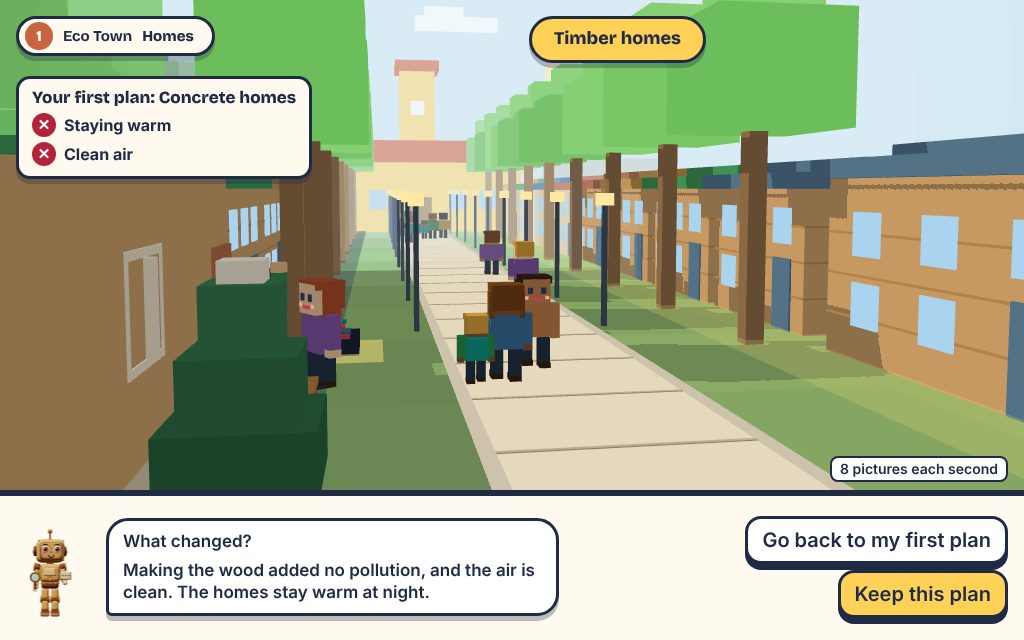 1 Eco Town Homes
Timber homes
Your first plan: Concrete homes
Staying warm
Clean air
8 pictures each second
What changed?
Making the wood added no pollution, and the air is
clean. The homes stay warm at night.
Go back to my first plan
Keep this plan